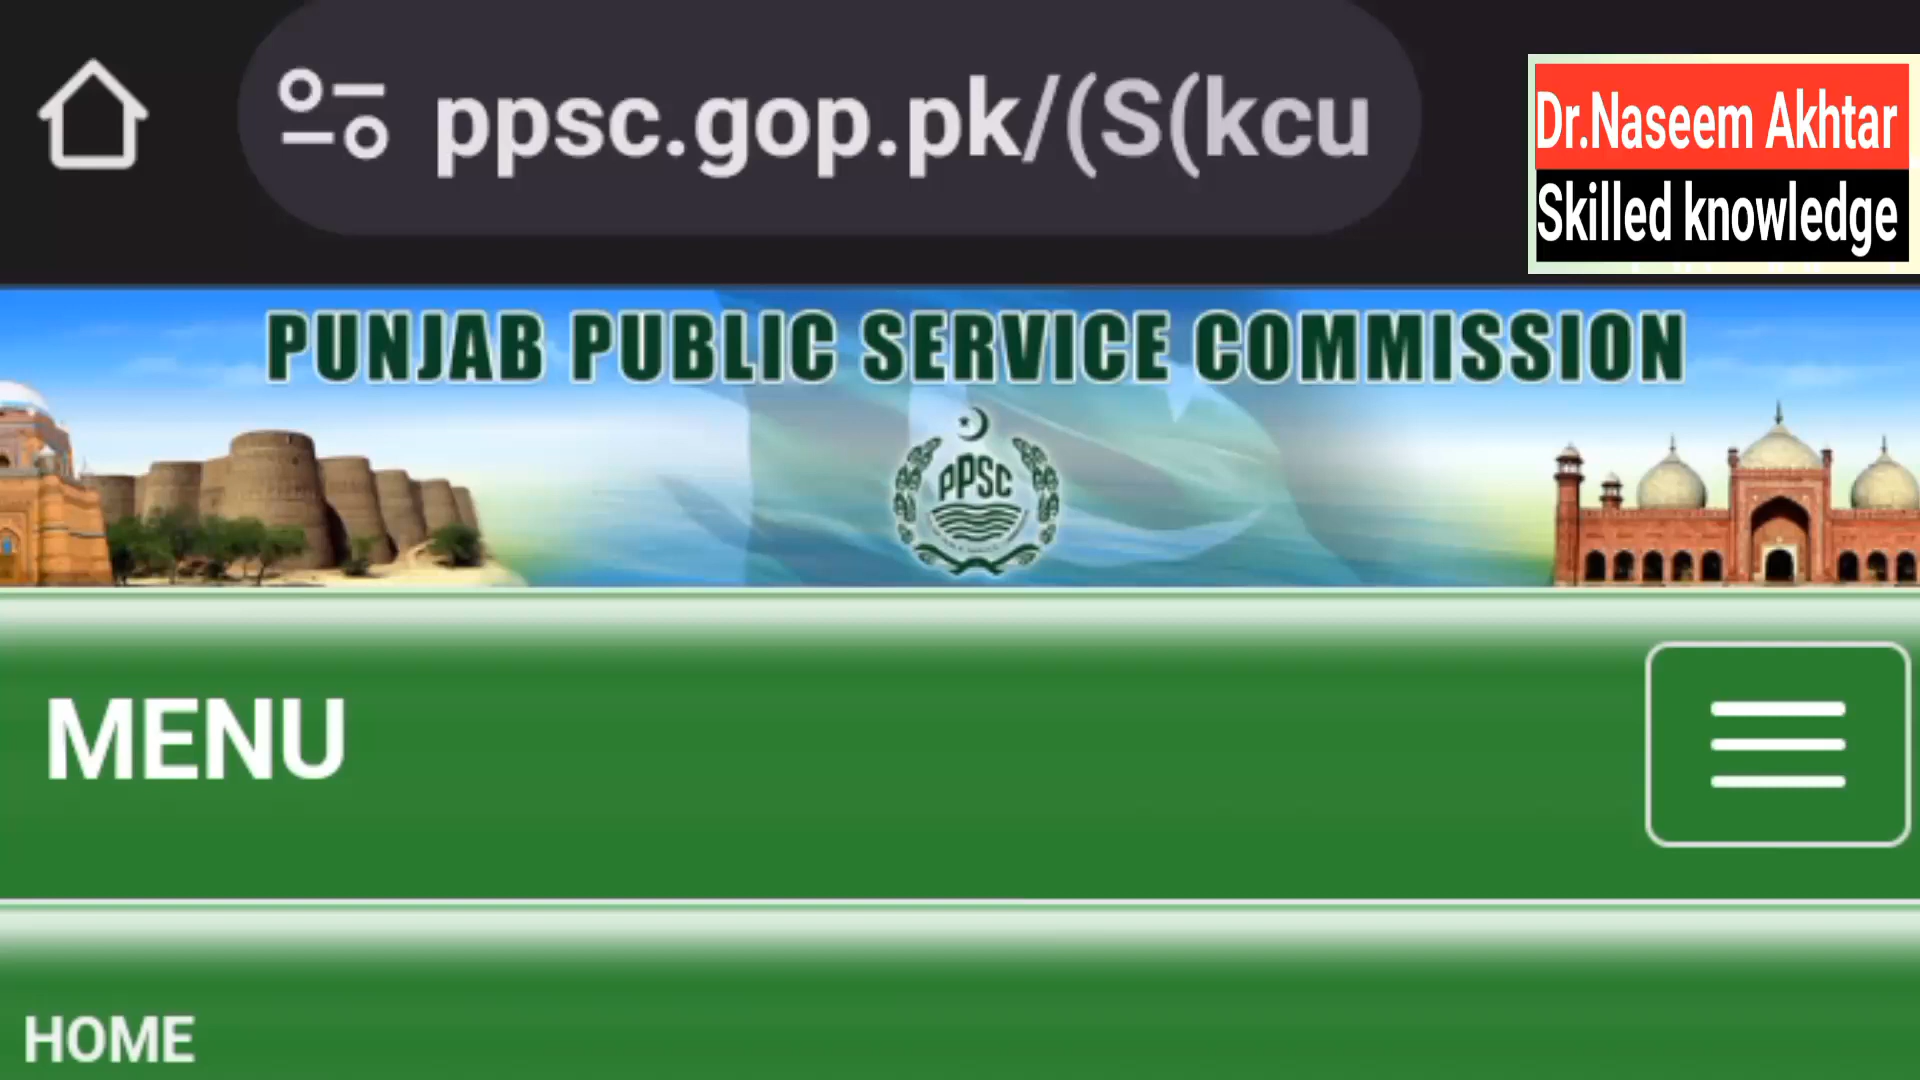 ppsc.gop.pk/(S(kcu
Dr.Naseem Akhtar
Skilled knowledge
PUNJAB PUBLIC SERVICE COMMISSION
PPSC
MENU
HOME